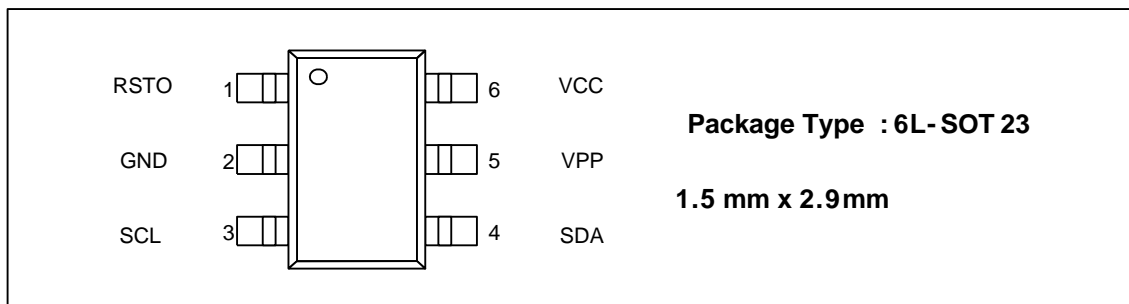 RSTO 1 6 VCC
Package Type : 6L- SOT 23
GND 2 5 VPP
1.5 mm x 2.9mm
SCL 3 4 SDA